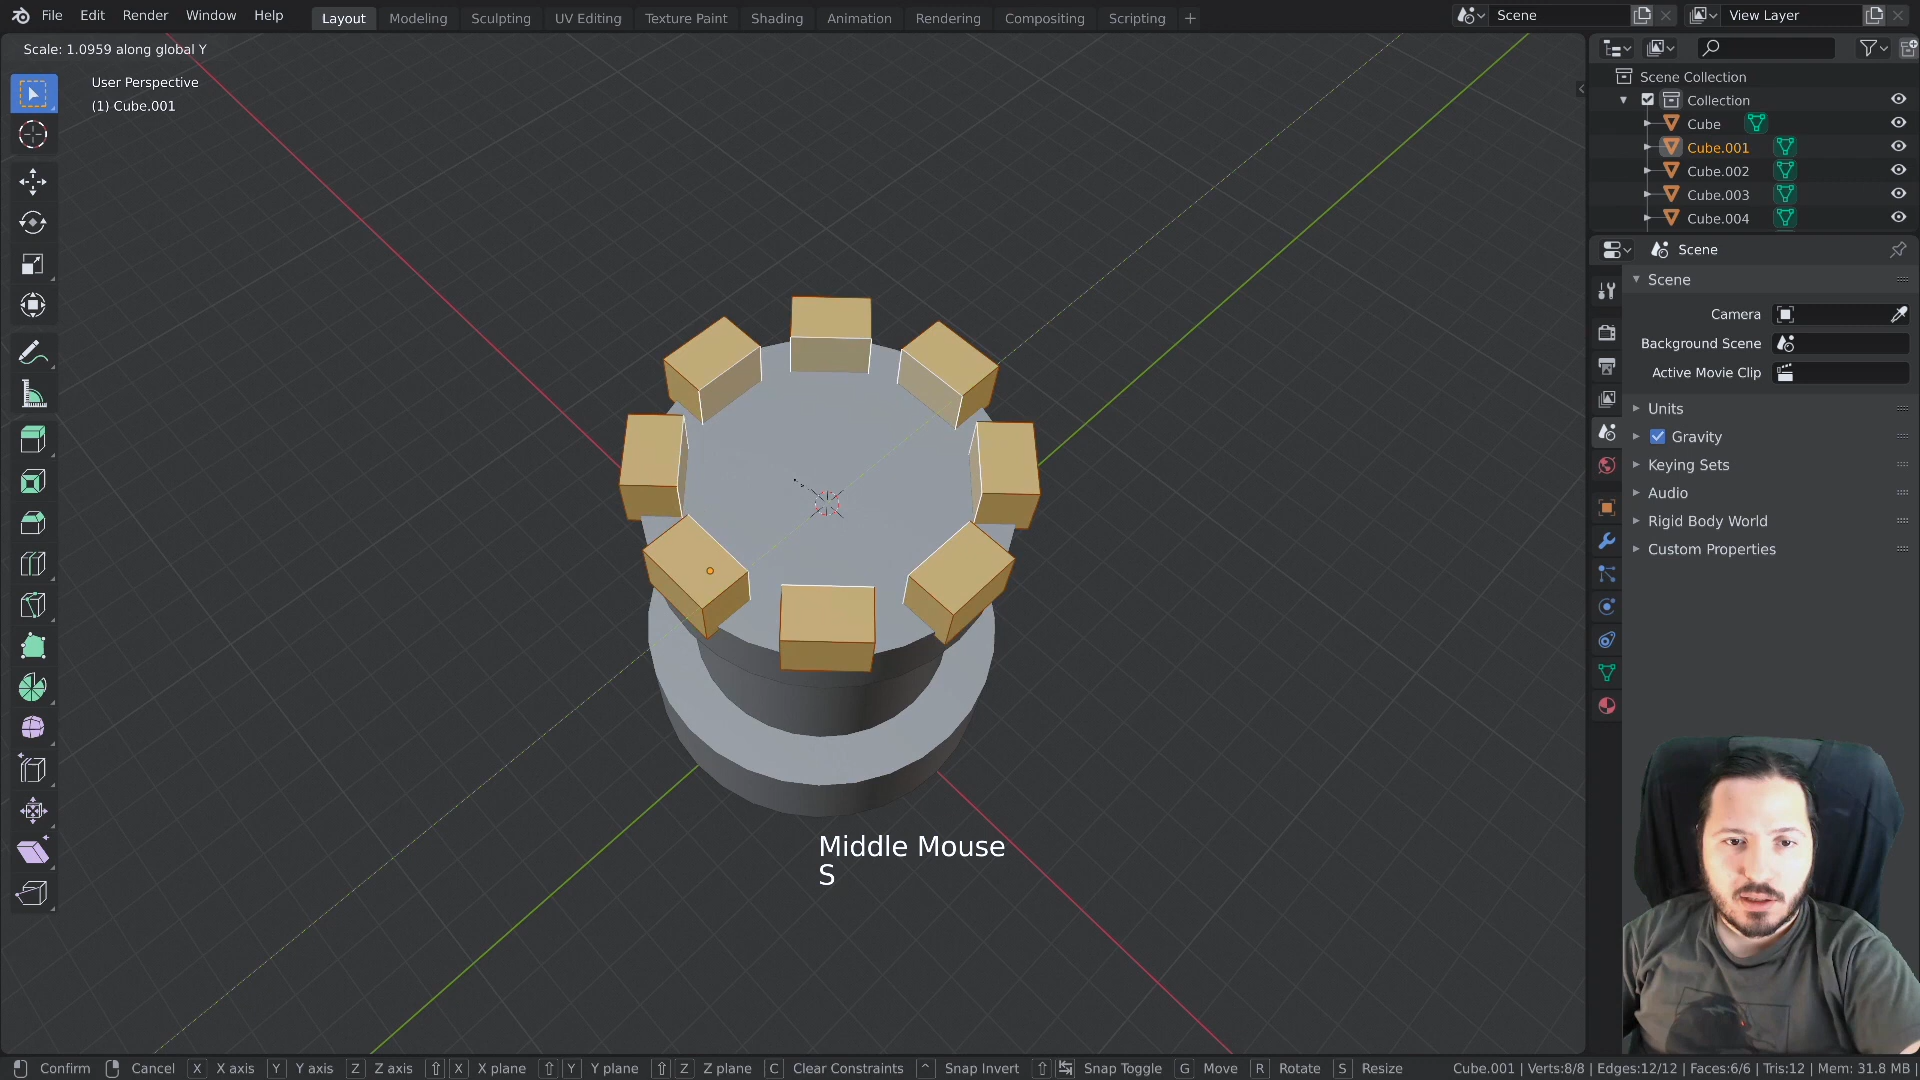 File Edit Render Window Help
Layout Modeling Sculpting UV Editing Texture Paint Shading Animation Rendering Compositing Scripting +
Scene
View Layer
Scale: 1.0959 along global Y
User Perspective
(1) Cube.001
Scene Collection
Collection
Cube
Cube.001
Cube.002
Cube.003
Cube.004
Scene
Scene
Camera
Background Scene
Active Movie Clip
Units
Gravity
Keying Sets
Audio
Rigid Body World
Custom Properties
Middle Mouse
S
Confirm Cancel X X axis Y Y axis Z Z axis X X plane Y Y plane Z Z plane C Clear Constraints ^ Snap Invert Snap Toggle G Move R Rotate S Resize Cube.001 | Verts:8/8 | Edges:12/12 | Faces:6/6 | Tris:12 | Mem: 31.8 MB |